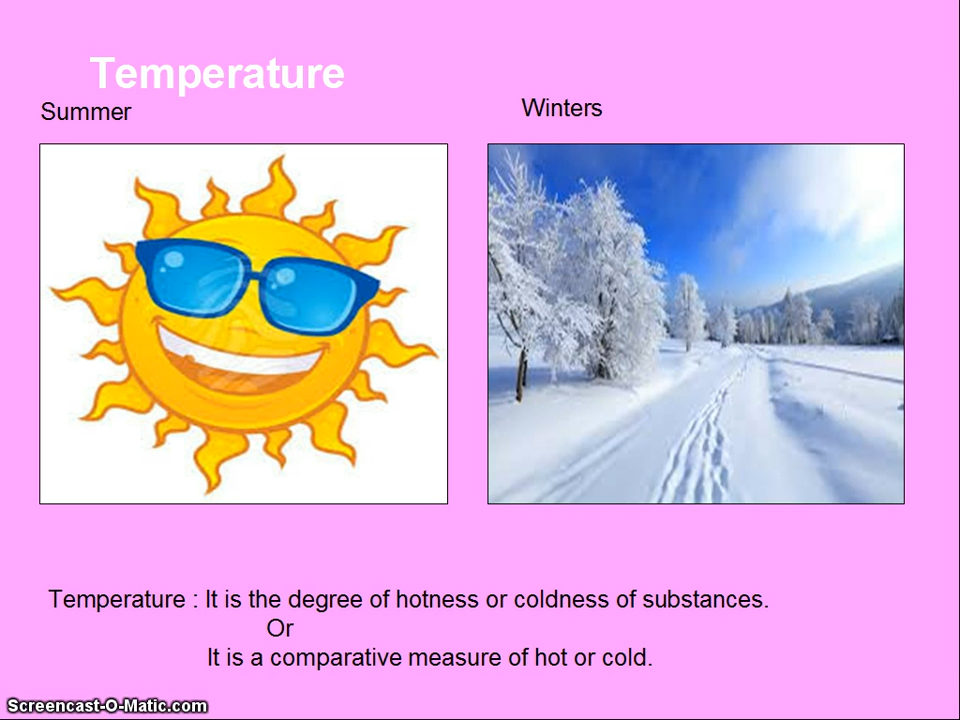 Temperature
Summer
Winters
Temperature : It is the degree of hotness or coldness of substances.
Or
It is a comparative measure of hot or cold.
Screencast-O-Matic.com